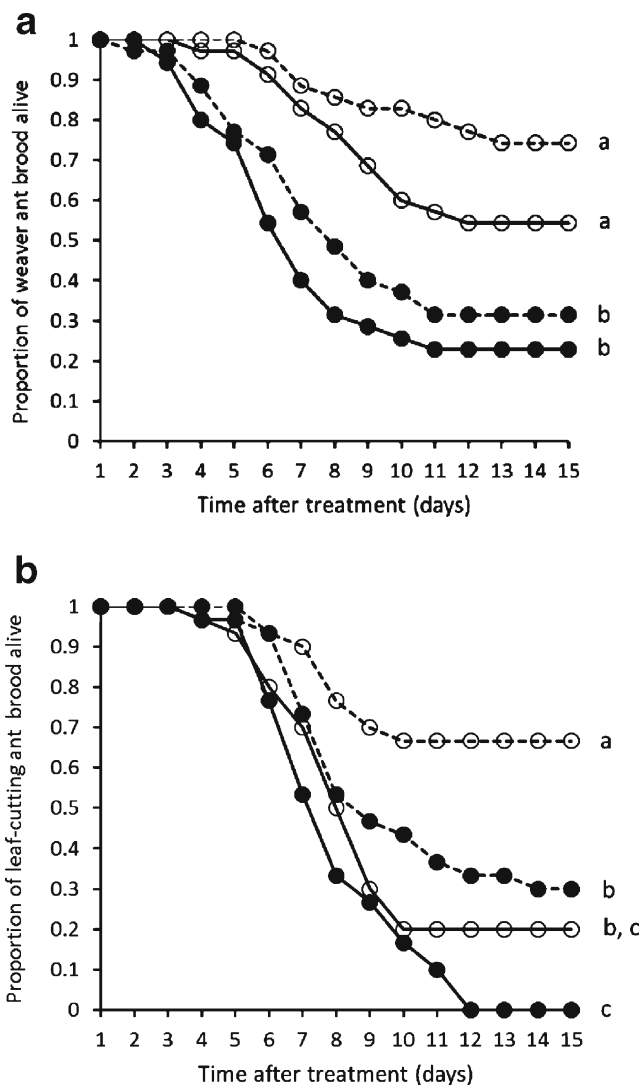 a
Proportion of weaver ant brood alive
1
0.9
0.8
0.7
0.6
0.5
0.4
0.3
0.2
0.1
0
a
a
b
b
1 2 3 4 5 6 7 8 9 10 11 12 13 14 15
Time after treatment (days)
b
Proportion of leaf-cutting ant brood alive
1
0.9
0.8
0.7
0.6
0.5
0.4
0.3
0.2
0.1
0
a
b
b, c
c
1 2 3 4 5 6 7 8 9 10 11 12 13 14 15
Time after treatment (days)